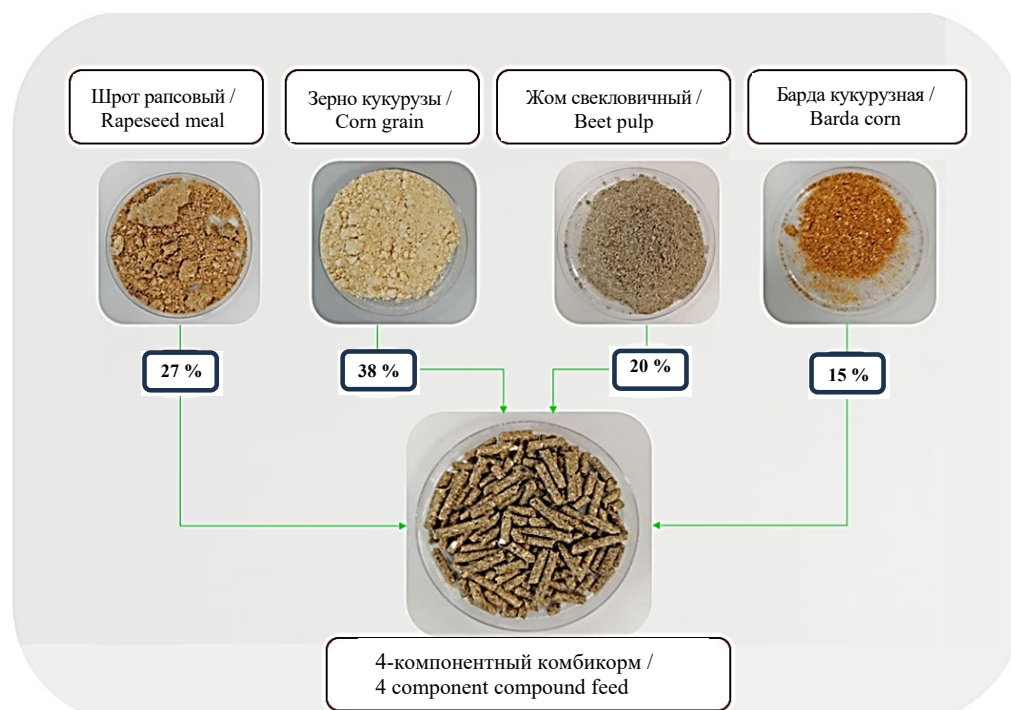 Шрот рапсовый /
Rapeseed meal
Зерно кукурузы /
Corn grain
Жом свекловичный /
Beet pulp
Барда кукурузная /
Barda corn
27 %
38 %
20 %
15 %
4-компонентный комбикорм /
4 component compound feed